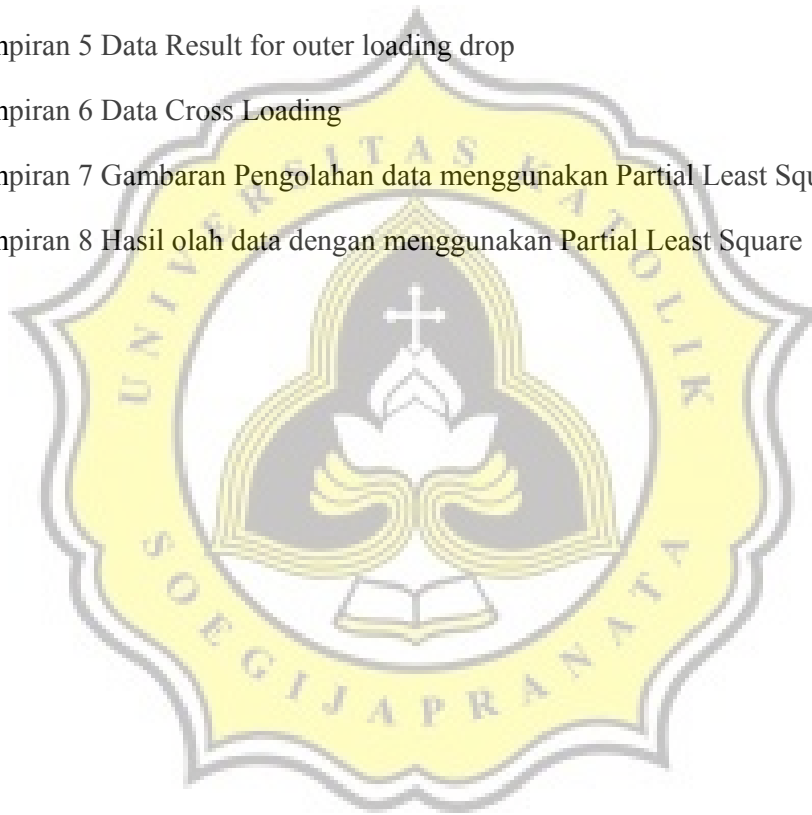 npiran 5 Data Result for outer loading drop
npiran 6 Data Cross Loading
npiran 7 Gambaran Pengolahan data menggunakan Partial Least Squ
npiran 8 Hasil olah data dengan menggunakan Partial Least Square
UNIVERSITAS KATOLIK
SOEGIJAPRANATA